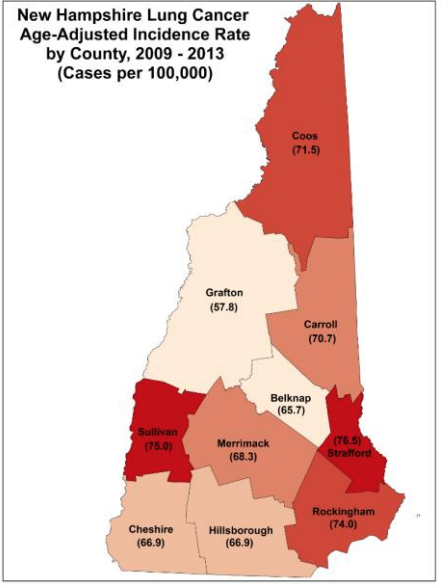 New Hampshire Lung Cancer
Age-Adjusted Incidence Rate
by County, 2009 - 2013
(Cases per 100,000)
Coos
(71.5)
Grafton
(57.8)
Carroll
(70.7)
Belknap
(65.7)
Sullivan
(75.0)
Merrimack
(68.3)
(76.5)
Strafford
Rockingham
(74.0)
Cheshire
(66.9)
Hillsborough
(66.9)